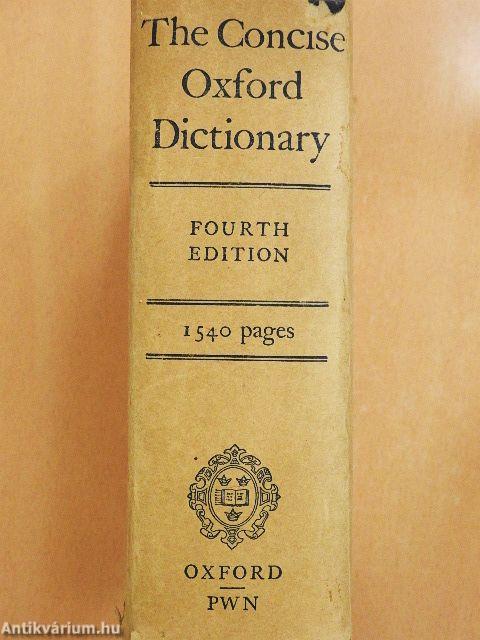 The Concise
Oxford
Dictionary
FOURTH
EDITION
1540 pages
OXFORD
PWN
Antikvárium.hu